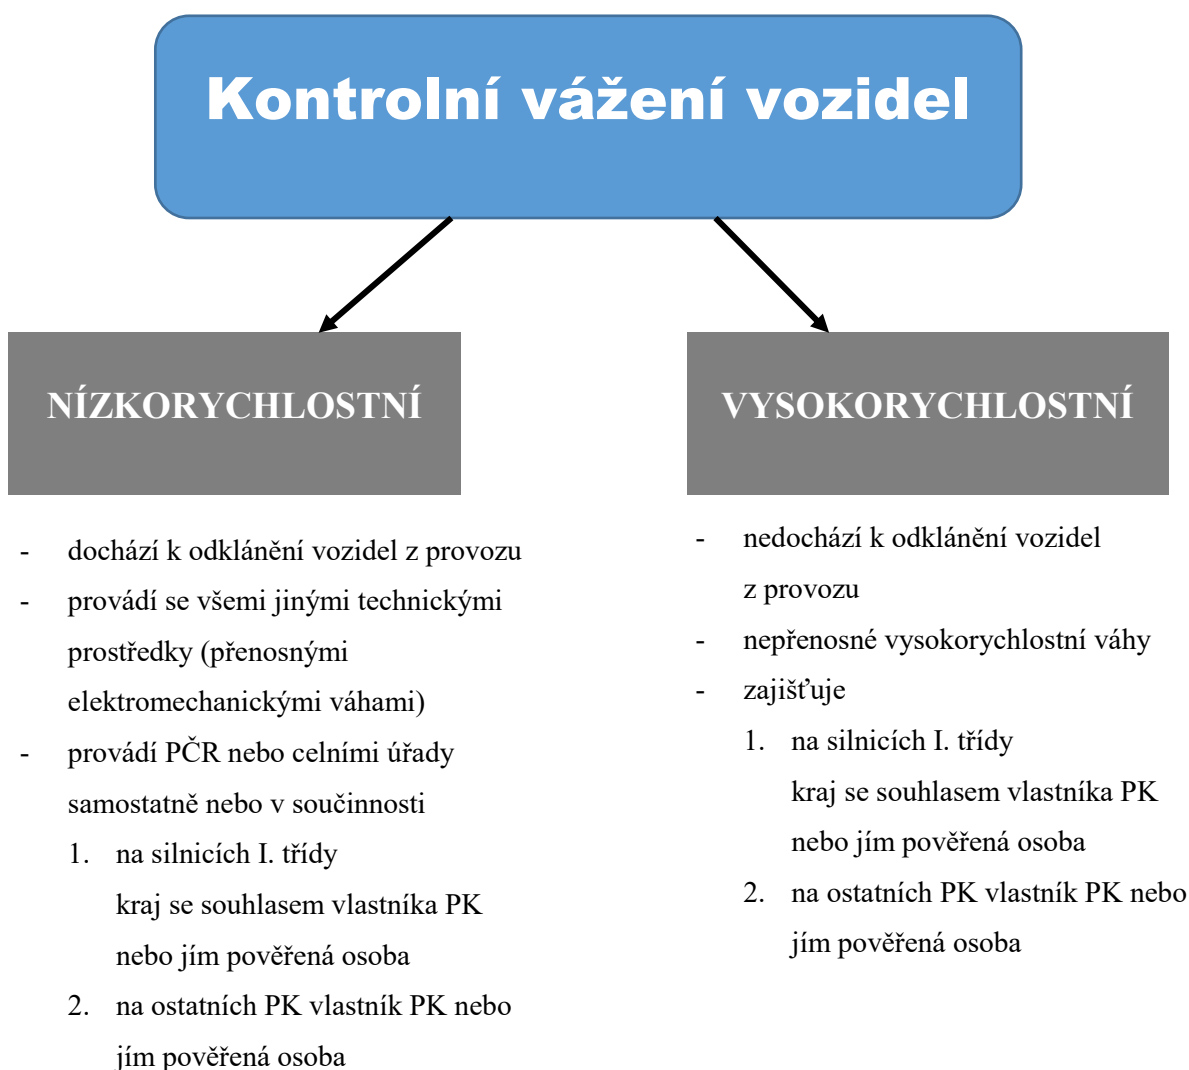 Kontrolní vážení vozidel
NÍZKORYCHLOSTNÍ
- dochází k odklánění vozidel z provozu
- provádí se všemi jinými technickými
prostředky (přenosnými
elektromechanickými váhami)
- provádí PČR nebo celními úřady
samostatně nebo v součinnosti
1. na silnicích I. třídy
kraj se souhlasem vlastníka PK
nebo jím pověřená osoba
2. na ostatních PK vlastník PK nebo
jím pověřená osoba
VYSOKORYCHLOSTNÍ
- nedochází k odklánění vozidel
z provozu
- nepřenosné vysokorychlostní váhy
- zajišťuje
1. na silnicích I. třídy
kraj se souhlasem vlastníka PK
nebo jím pověřená osoba
2. na ostatních PK vlastník PK nebo
jím pověřená osoba